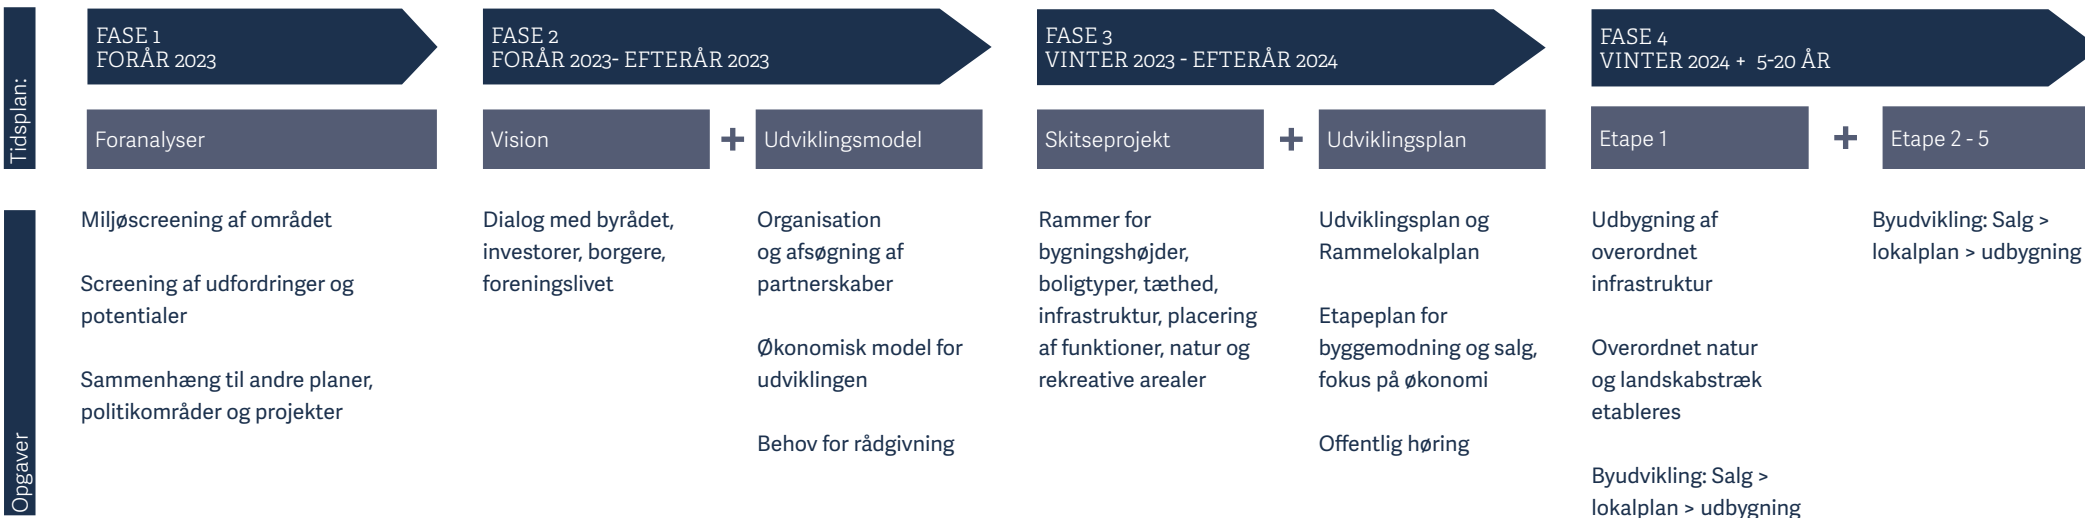 Tidsplan:
FASE 1
FORÅR 2023
FASE 2
FORÅR 2023- EFTERÅR 2023
FASE 3
VINTER 2023 - EFTERÅR 2024
FASE 4
VINTER 2024 + 5-20 ÅR
Foranalyser
Vision
+
Udviklingsmodel
Skitseprojekt
+
Udviklingsplan
Etape 1
+
Etape 2 - 5
Opgaver
Miljøscreening af området
Screening af udfordringer og
potentialer
Sammenhæng til andre planer,
politikområder og projekter
Dialog med byrådet,
investorer, borgere,
foreningslivet
Organisation
og afsøgning af
partnerskaber
Økonomisk model for
udviklingen
Behov for rådgivning
Rammer for
bygningshøjder,
boligtyper, tæthed,
infrastruktur, placering
af funktioner, natur og
rekreative arealer
Udviklingsplan og
Rammelokalplan
Etapeplan for
byggemodning og salg,
fokus på økonomi
Offentlig høring
Udbygning af
overordnet
infrastruktur
Overordnet natur
og landskabstræk
etableres
Byudvikling: Salg >
lokalplan > udbygning
Byudvikling: Salg >
lokalplan > udbygning